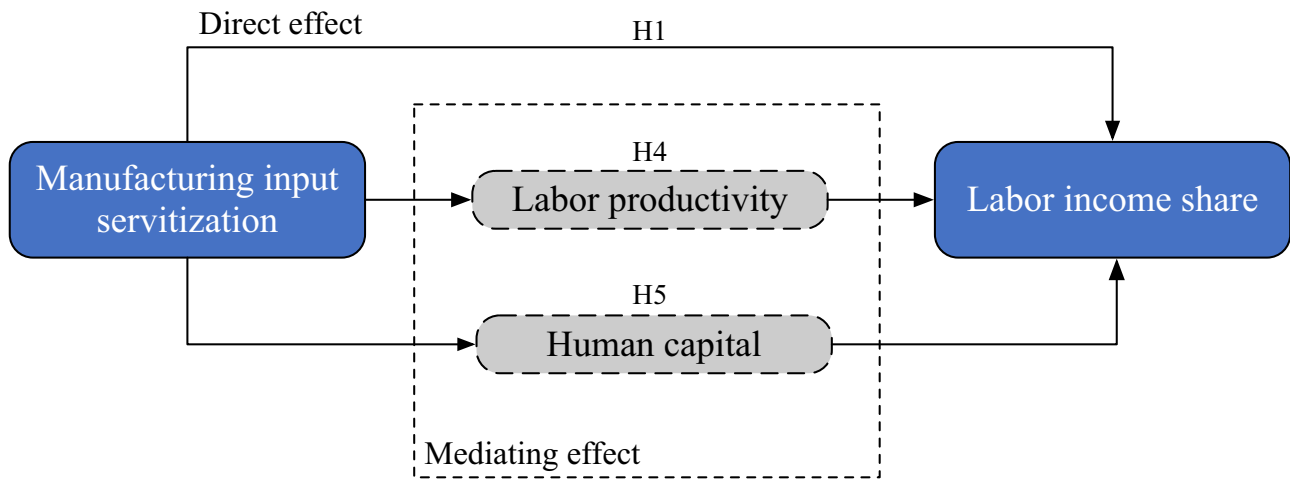 Direct effect
H1
Manufacturing input
servitization
H4
Labor productivity
Labor income share
H5
Human capital
Mediating effect